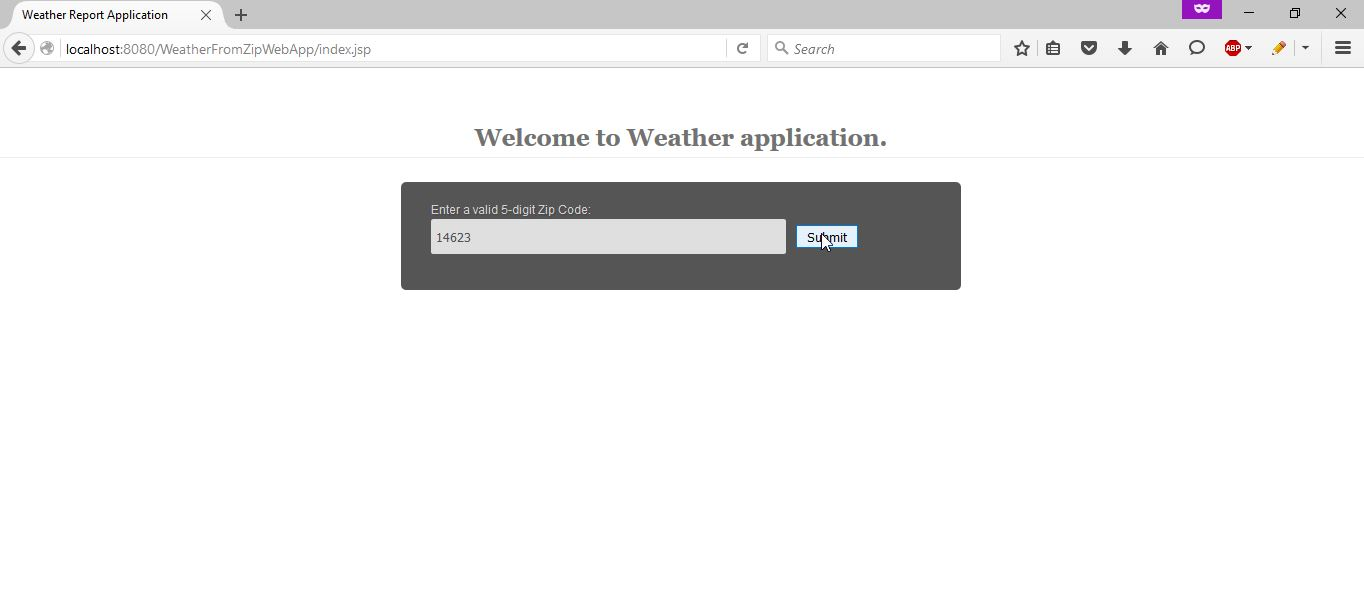 Weather Report Application
localhost:8080/WeatherFromZipWebApp/index.jsp
Search
ABP
Welcome to Weather application.
Enter a valid 5-digit Zip Code:
14623
Submit